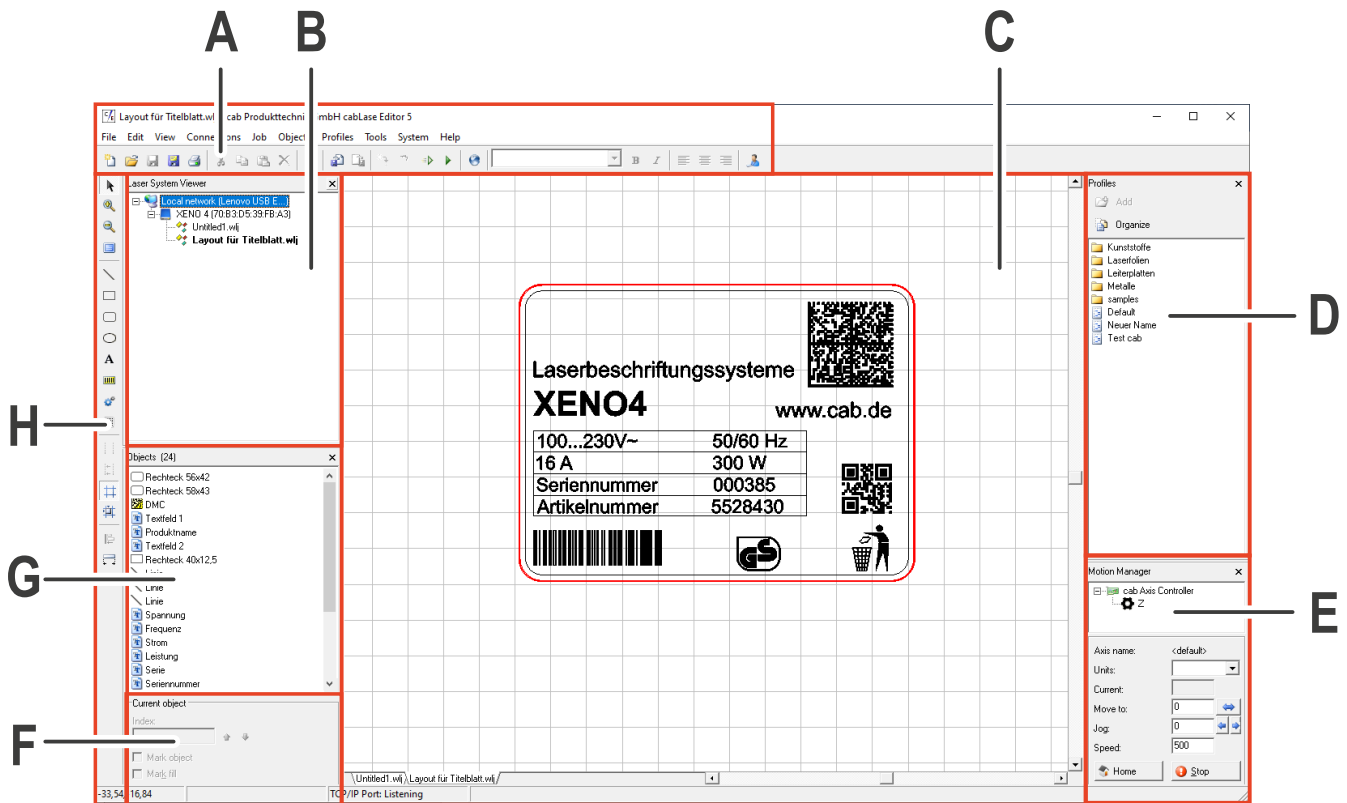 A
B
C
Layout für Titelblatt.wl cab Produkttechni mbH cabLase Editor 5
File Edit View Conne ons Job Objec Profiles Tools System Help
B I
Laser System Viewer
Local network (Lenovo USB E...)
XENO 4 (70:B3:D5:39:FB:A3)
Untitled1.wlj
Layout für Titelblatt.wlj
Profiles
Add
Organize
Kunststoffe
Laserfolien
Leiterplatten
Metalle
samples
Default
Neuer Name
Test cab
D
A
Laserbeschriftungssysteme
XENO4
www.cab.de
100...230V~ 50/60 Hz
16 A 300 W
Seriennummer 000385
Artikelnummer 5528430
GS
H
Objects (24)
Rechteck 56x42
Rechteck 58x43
DMC
Textfeld 1
Produktname
Textfeld 2
Rechteck 40x12,5
Linie
Linie
Linie
Spannung
Frequenz
Strom
Leistung
Serie
Seriennummer
G
Motion Manager
cab Axis Controller
Z
E
Axis name: <default>
Units:
Current:
Move to: 0
Jog: 0
Speed: 500
Home Stop
Current object
Index:
Mark object
Mark fill
F
Untitled1.wlj Layout für Titelblatt.wlj
-33,54, 16,84 TCP/IP Port: Listening